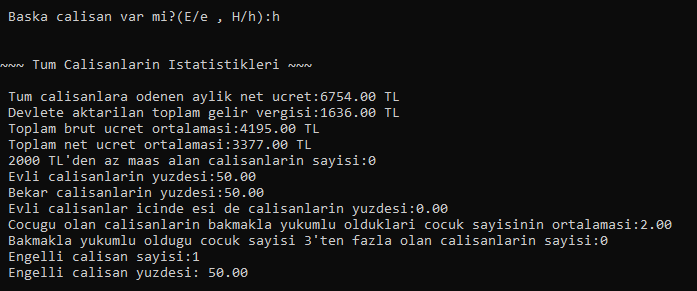 Baska calisan var mi?(E/e , H/h):h
~~~ Tum Calisanlarin Istatistikleri ~~~
Tum calisanlara odenen aylik net ucret:6754.00 TL
Devlete aktarilan toplam gelir vergisi:1636.00 TL
Toplam brut ucret ortalamasi:4195.00 TL
Toplam net ucret ortalamasi:3377.00 TL
2000 TL'den az maas alan calisanlarin sayisi:0
Evli calisanlarin yuzdesi:50.00
Bekar calisanlarin yuzdesi:50.00
Evli calisanlar icinde esi de calisanlarin yuzdesi:0.00
Cocugu olan calisanlarin bakmakla yukumlu olduklari cocuk sayisinin ortalamasi:2.00
Bakmakla yukumlu oldugu cocuk sayisi 3'ten fazla olan calisanlarin sayisi:0
Engelli calisan sayisi:1
Engelli calisan yuzdesi: 50.00